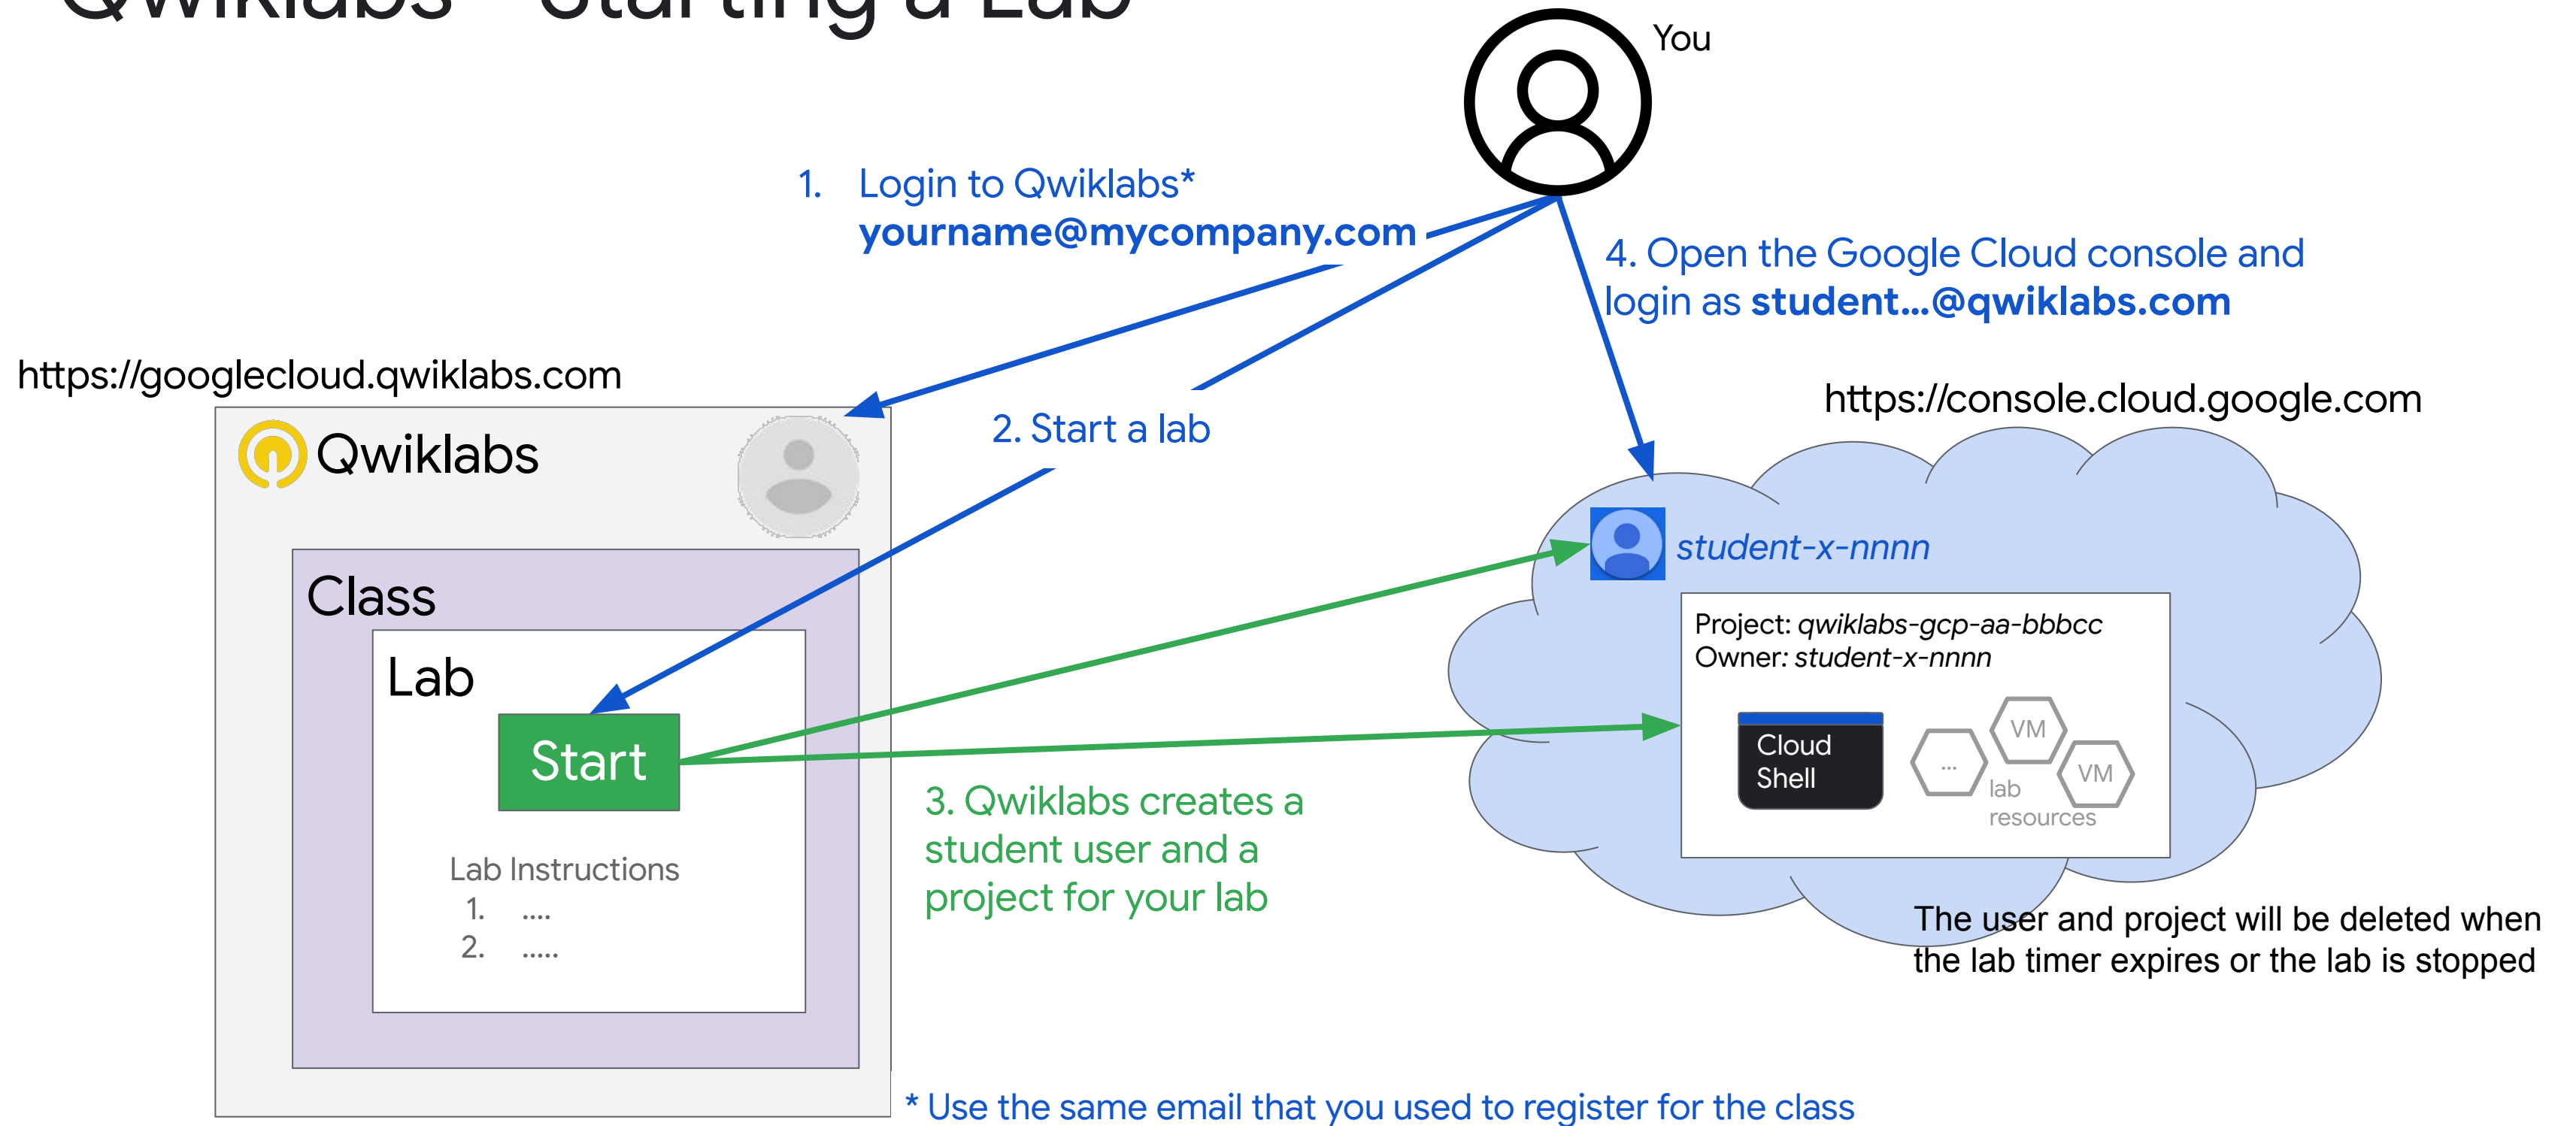 Qwiklabs - Starting a Lab
You
1. Login to Qwiklabs*
yourname@mycompany.com
4. Open the Google Cloud console and
login as student...@qwiklabs.com
https://googlecloud.qwiklabs.com
https://console.cloud.google.com
Qwiklabs
2. Start a lab
Class
Lab
Start
Lab Instructions
1. ....
2. .....
3. Qwiklabs creates a
student user and a
project for your lab
student-x-nnnn
Project: qwiklabs-gcp-aa-bbbcc
Owner: student-x-nnnn
Cloud
Shell
...
VM
VM
lab
resources
The user and project will be deleted when
the lab timer expires or the lab is stopped
* Use the same email that you used to register for the class